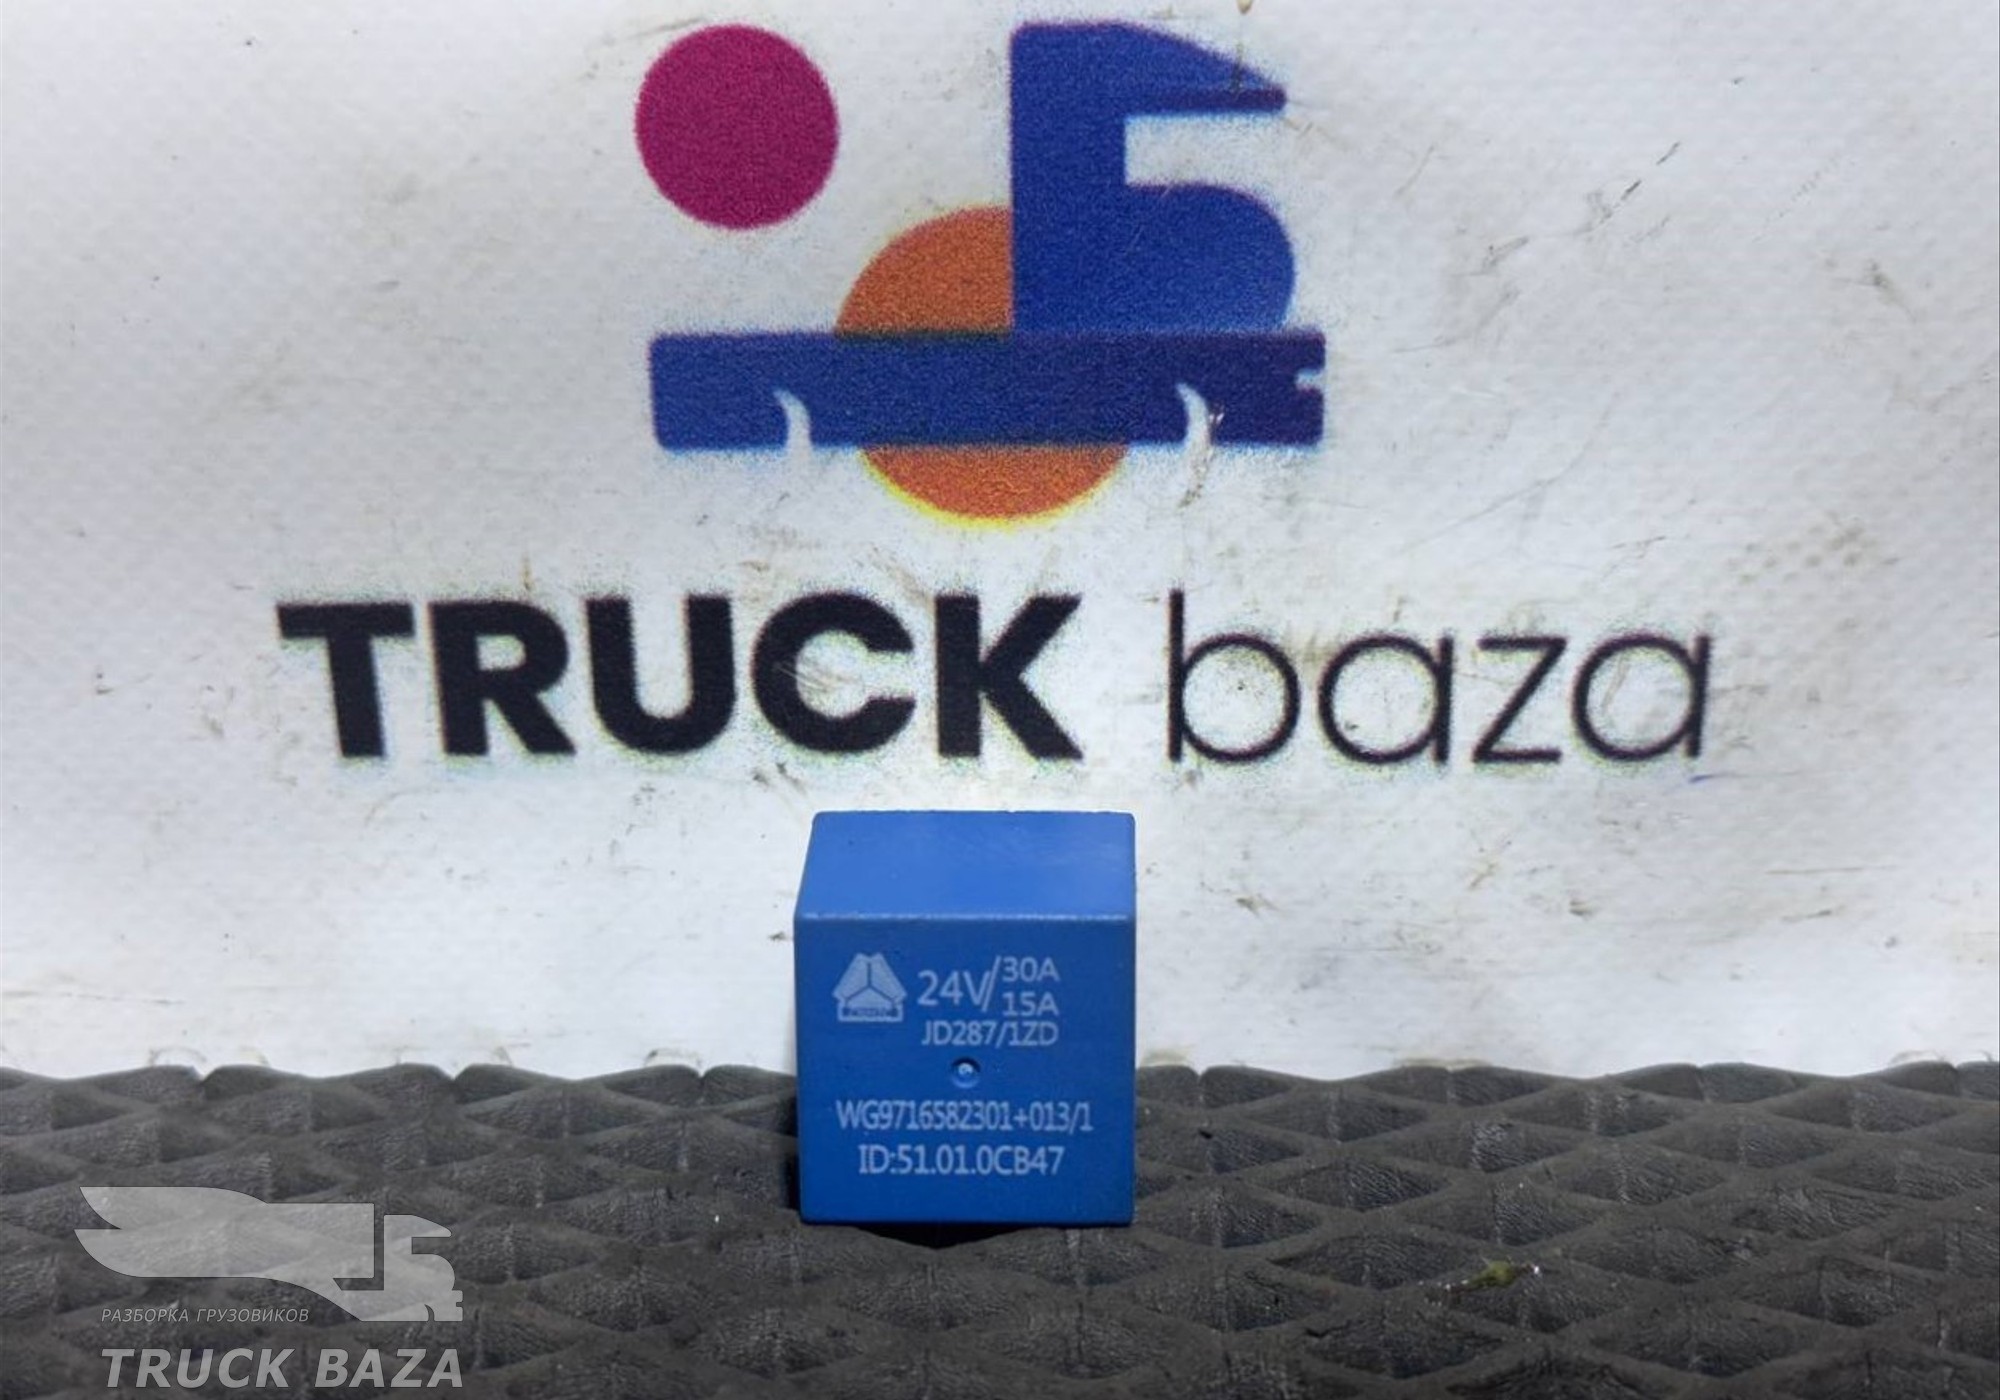 TRUCK baza
24V/30A
15A
JD287/1ZD
WG9716582301+013/1
ID:51.01.0CB47
РАЗБОРКА ГРУЗОВИКОВ
TRUCK BAZA